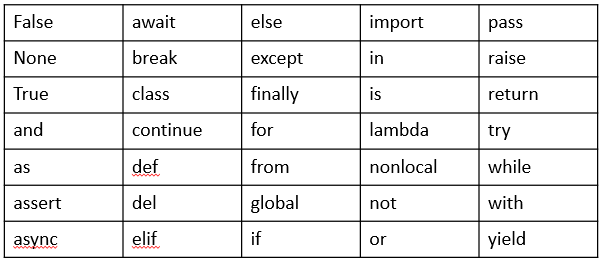 False await else import pass
None break except in raise
True class finally is return
and continue for lambda try
as def from nonlocal while
assert del global not with
async elif if or yield